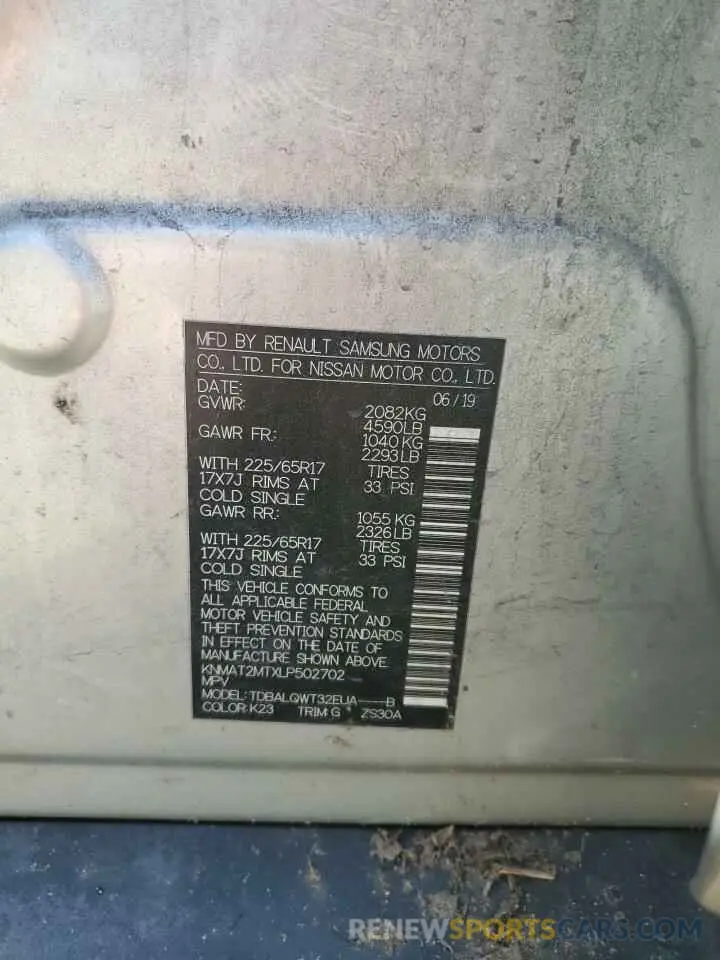 MFD BY RENAULT SAMSUNG MOTORS
CO., LTD. FOR NISSAN MOTOR CO., LTD.
DATE: 06/19
GVWR: 2082KG
4590LB
GAWR FR.: 1040 KG
2293LB
WITH 225/65R17 TIRES
17X7J RIMS AT 33 PSI
COLD SINGLE
GAWR RR.: 1055 KG
2326LB
WITH 225/65R17 TIRES
17X7J RIMS AT 33 PSI
COLD SINGLE
THIS VEHICLE CONFORMS TO
ALL APPLICABLE FEDERAL
MOTOR VEHICLE SAFETY AND
THEFT PREVENTION STANDARDS
IN EFFECT ON THE DATE OF
MANUFACTURE SHOWN ABOVE.
KNMAT2MTXLP502702
MPV
MODEL: TDBALQWT32EUA----B
COLOR: K23 TRIM: G * ZS30A
RENEWSPORTSCARS.COM